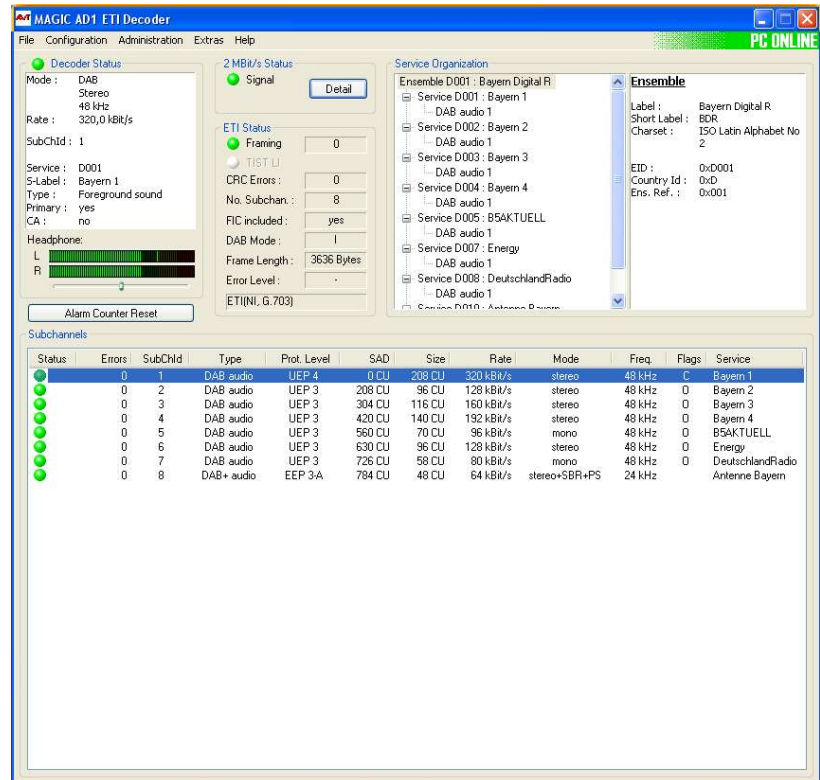 AVT MAGIC AD1 ETI Decoder
File Configuration Administration Extras Help
PC ONLINE
Decoder Status
Mode : DAB
Stereo
48 kHz
Rate : 320,0 kBit/s
SubChId : 1
Service : D001
S-Label : Bayern 1
Type : Foreground sound
Primary : yes
CA : no
Headphone:
L
R
Alarm Counter Reset
2 MBit/s Status
Signal
Detail
ETI Status
Framing 0
TIST LI
CRC Errors : 0
No. Subchan. : 8
FIC included : yes
DAB Mode : I
Frame Length : 3636 Bytes
Error Level : -
ETI(NI, G.703)
Service Organization
Ensemble D001 : Bayern Digital R
Service D001 : Bayern 1
DAB audio 1
Service D002 : Bayern 2
DAB audio 1
Service D003 : Bayern 3
DAB audio 1
Service D004 : Bayern 4
DAB audio 1
Service D005 : B5AKTUELL
DAB audio 1
Service D007 : Energy
DAB audio 1
Service D008 : DeutschlandRadio
DAB audio 1
Service D010 : Antenne Bayern
Ensemble
Label : Bayern Digital R
Short Label : BDR
Charset : ISO Latin Alphabet No
2
EID : 0xD001
Country Id : 0xD
Ens. Ref. : 0x001
Subchannels
Status Errors SubChId Type Prot. Level SAD Size Rate Mode Freq. Flags Service
0 1 DAB audio UEP 4 0 CU 208 CU 320 kBit/s stereo 48 kHz C Bayern 1
0 2 DAB audio UEP 3 208 CU 96 CU 128 kBit/s stereo 48 kHz O Bayern 2
0 3 DAB audio UEP 3 304 CU 116 CU 160 kBit/s stereo 48 kHz O Bayern 3
0 4 DAB audio UEP 3 420 CU 140 CU 192 kBit/s stereo 48 kHz O Bayern 4
0 5 DAB audio UEP 3 560 CU 70 CU 96 kBit/s mono 48 kHz O B5AKTUELL
0 6 DAB audio UEP 3 630 CU 96 CU 128 kBit/s stereo 48 kHz O Energy
0 7 DAB audio UEP 3 726 CU 58 CU 80 kBit/s mono 48 kHz O DeutschlandRadio
0 8 DAB+ audio EEP 3-A 784 CU 48 CU 64 kBit/s stereo+SBR+PS 24 kHz Antenne Bayern